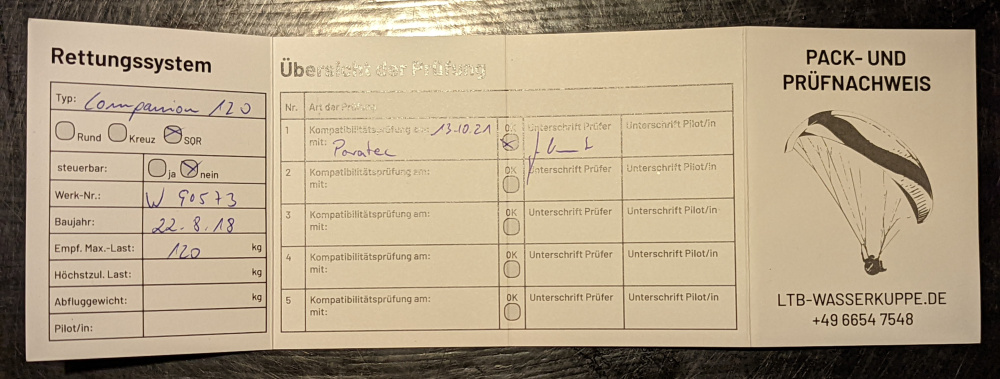 Rettungssystem
Typ: Companion 120
Rund Kreuz SQR
steuerbar: ja nein
Werk-Nr.: W 90573
Baujahr: 22.8.18
Empf. Max.-Last: 120 kg
Höchstzul. Last: kg
Abfluggewicht: kg
Pilot/in:
Übersicht der Prüfung
Nr. Art der Prüfung
1 Kompatibilitätsprüfung am: 13.10.21 OK Unterschrift Prüfer Unterschrift Pilot/in
mit: Paratec
2 Kompatibilitätsprüfung am: OK Unterschrift Prüfer Unterschrift Pilot/in
mit:
3 Kompatibilitätsprüfung am: OK Unterschrift Prüfer Unterschrift Pilot/in
mit:
4 Kompatibilitätsprüfung am: OK Unterschrift Prüfer Unterschrift Pilot/in
mit:
5 Kompatibilitätsprüfung am: OK Unterschrift Prüfer Unterschrift Pilot/in
mit:
PACK- UND
PRÜFNACHWEIS
LTB-WASSERKUPPE.DE
+49 6654 7548